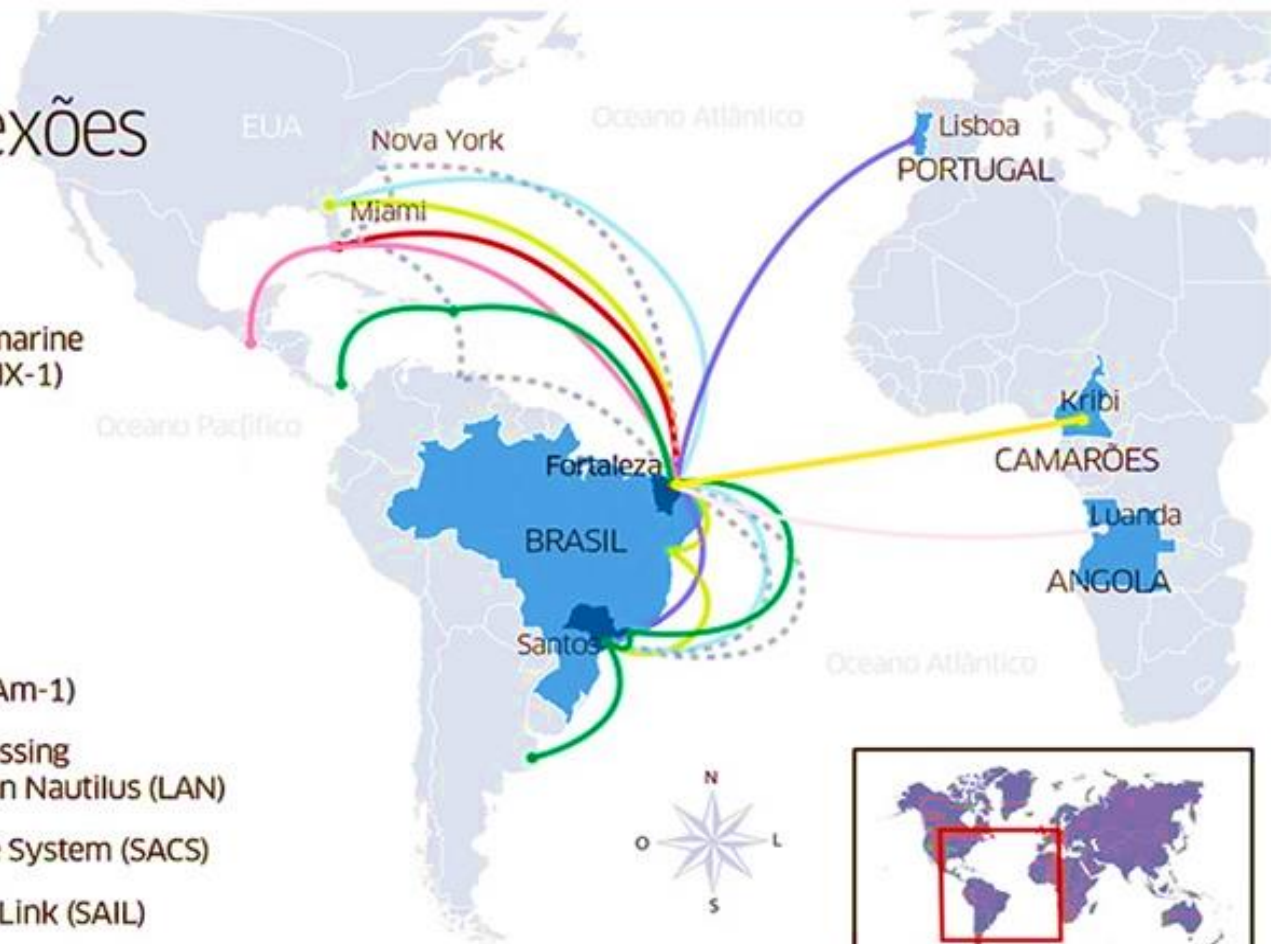 exões
marine
IX-1)
Am-1)
ssing
n Nautilus (LAN)
e System (SACS)
Link (SAIL)
EUA
Oceano Atlântico
Nova York
Miami
Lisboa
PORTUGAL
Oceano Pacífico
Kribi
CAMARÕES
Fortaleza
BRASIL
Luanda
ANGOLA
Santos
Oceano Atlântico
N
O
L
S